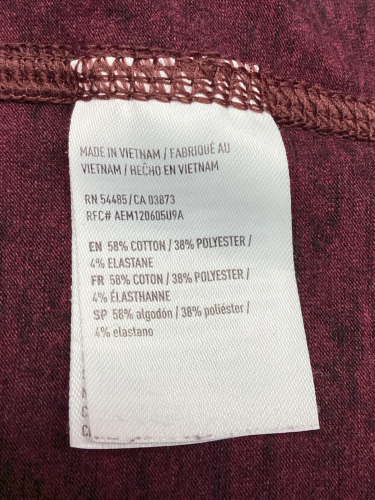 MADE IN VIETNAM / FABRIQUÉ AU
VIETNAM / HECHO EN VIETNAM
RN 54485 / CA 03873
RFC# AEM120605U9A
EN 58% COTTON / 38% POLYESTER /
4% ELASTANE
FR 58% COTON / 38% POLYESTER /
4% ÉLASTHANNE
SP 58% algodón / 38% poliéster /
4% elastano